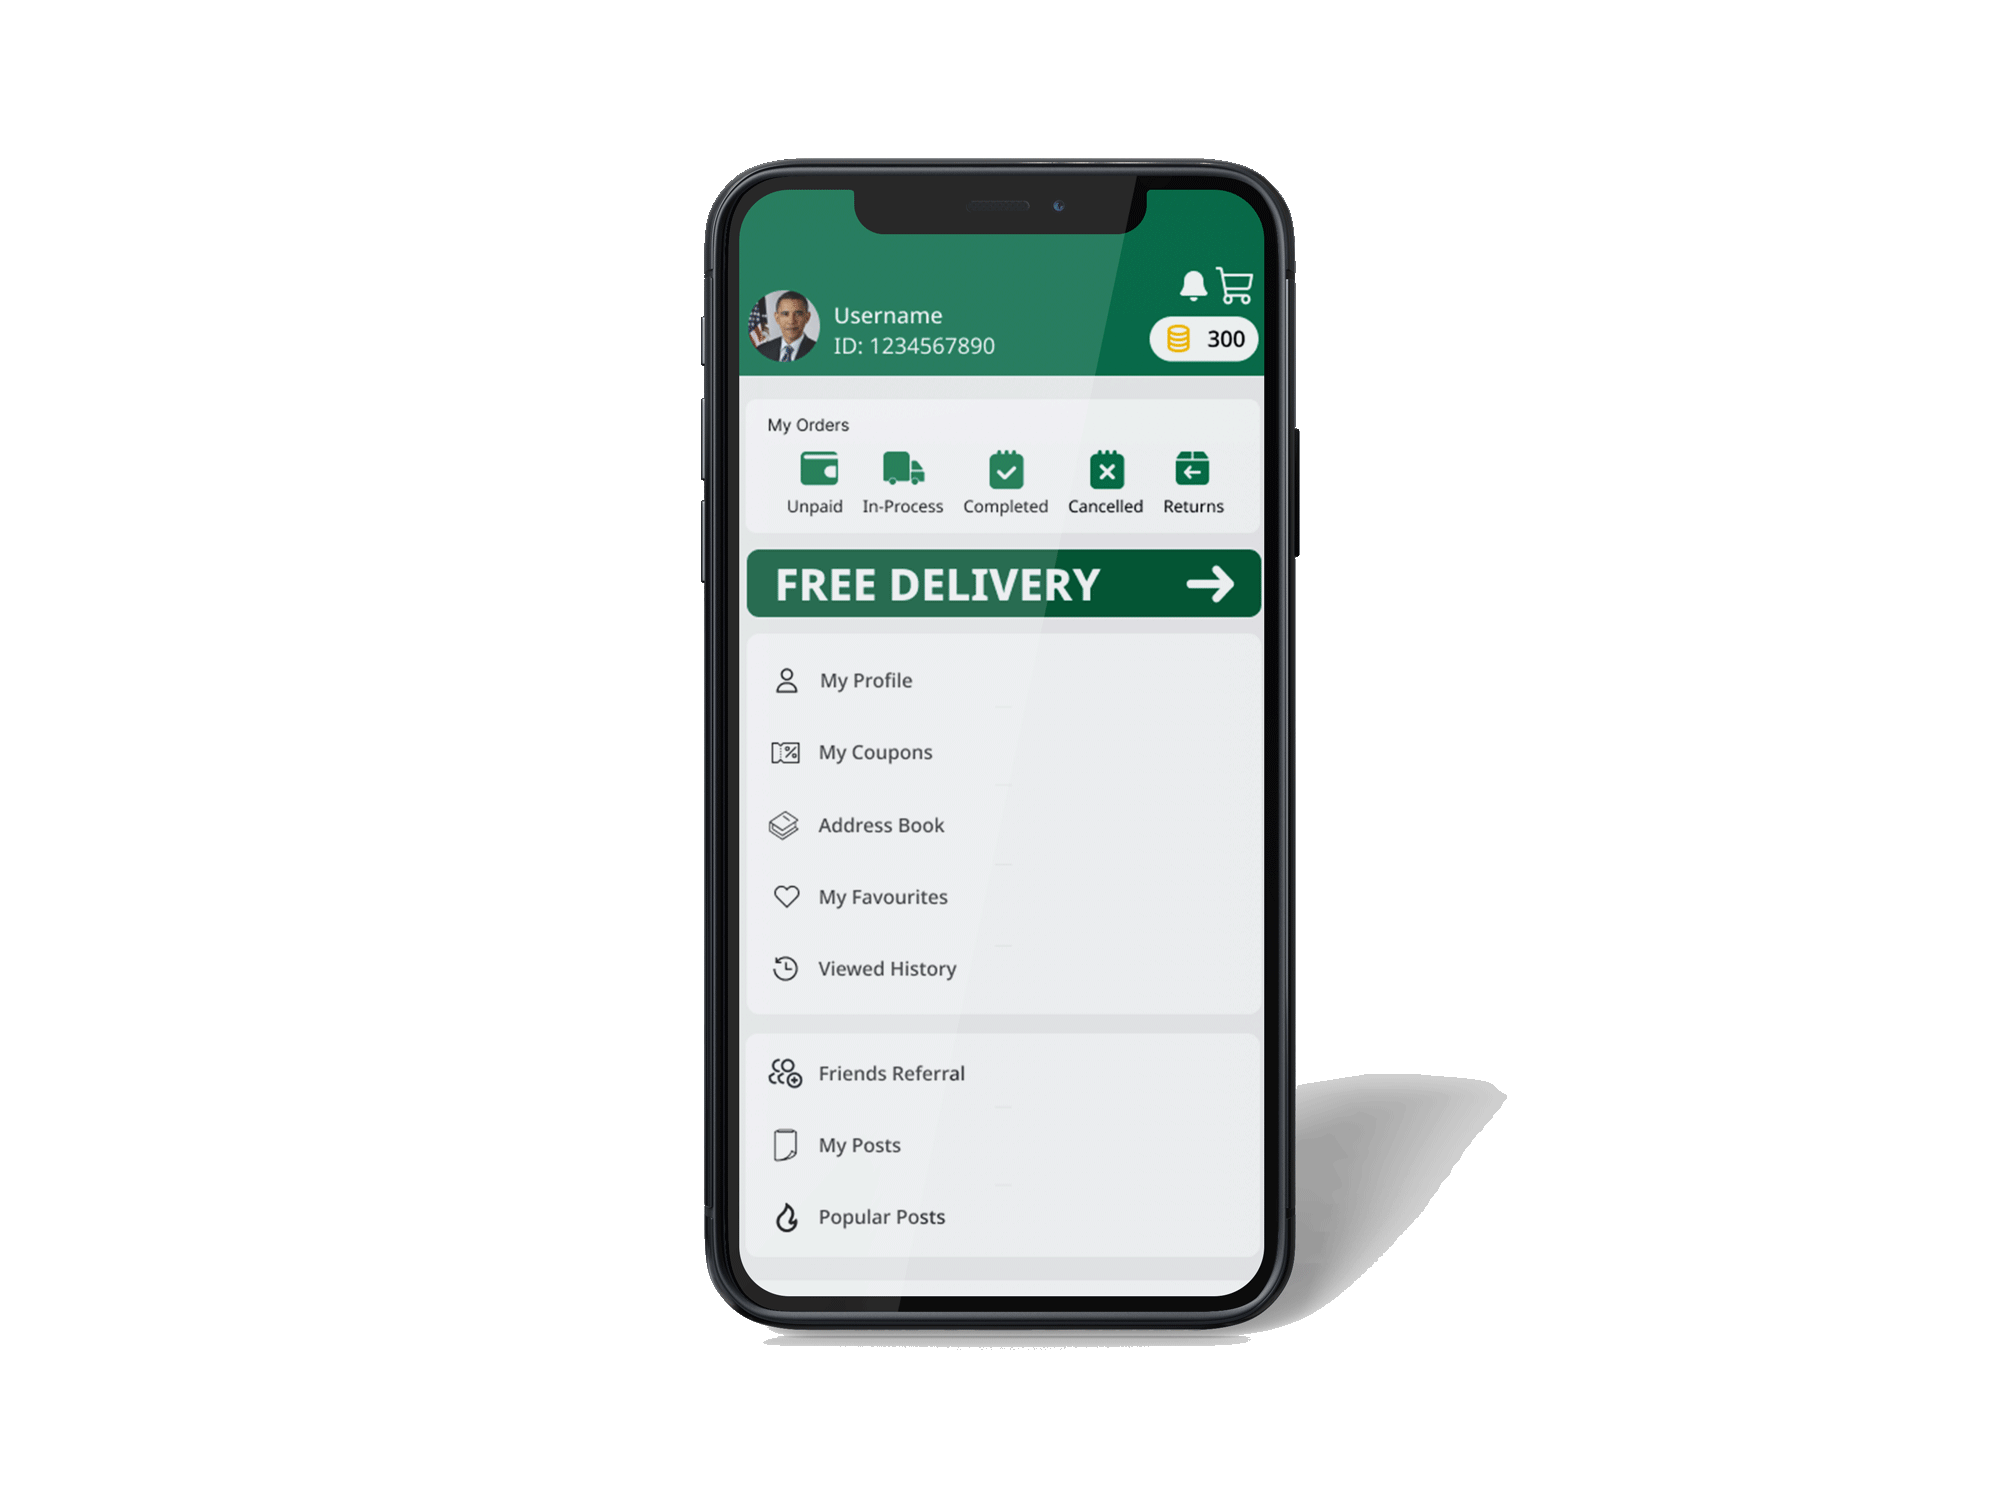 Username
ID: 1234567890
300
My Orders
Unpaid In-Process Completed Cancelled Returns
FREE DELIVERY
My Profile
My Coupons
Address Book
My Favourites
Viewed History
Friends Referral
My Posts
Popular Posts